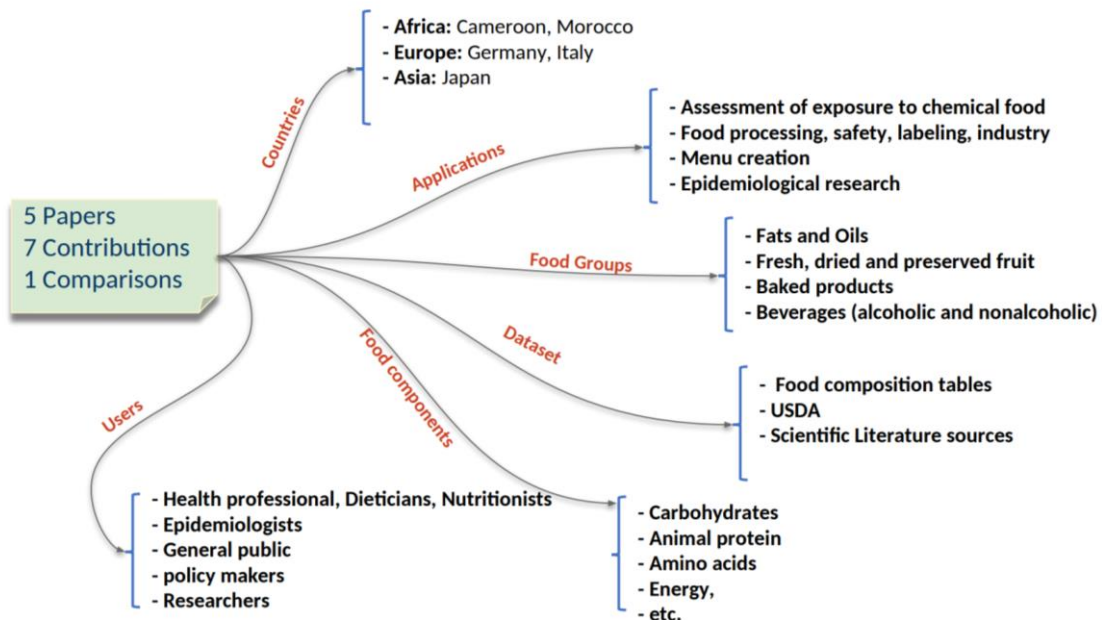 5 Papers
7 Contributions
1 Comparisons
Countries
- Africa: Cameroon, Morocco
- Europe: Germany, Italy
- Asia: Japan
Applications
- Assessment of exposure to chemical food
- Food processing, safety, labeling, industry
- Menu creation
- Epidemiological research
Food Groups
- Fats and Oils
- Fresh, dried and preserved fruit
- Baked products
- Beverages (alcoholic and nonalcoholic)
Dataset
- Food composition tables
- USDA
- Scientific Literature sources
Food components
- Carbohydrates
- Animal protein
- Amino acids
- Energy,
- etc.
Users
- Health professional, Dieticians, Nutritionists
- Epidemiologists
- General public
- policy makers
- Researchers